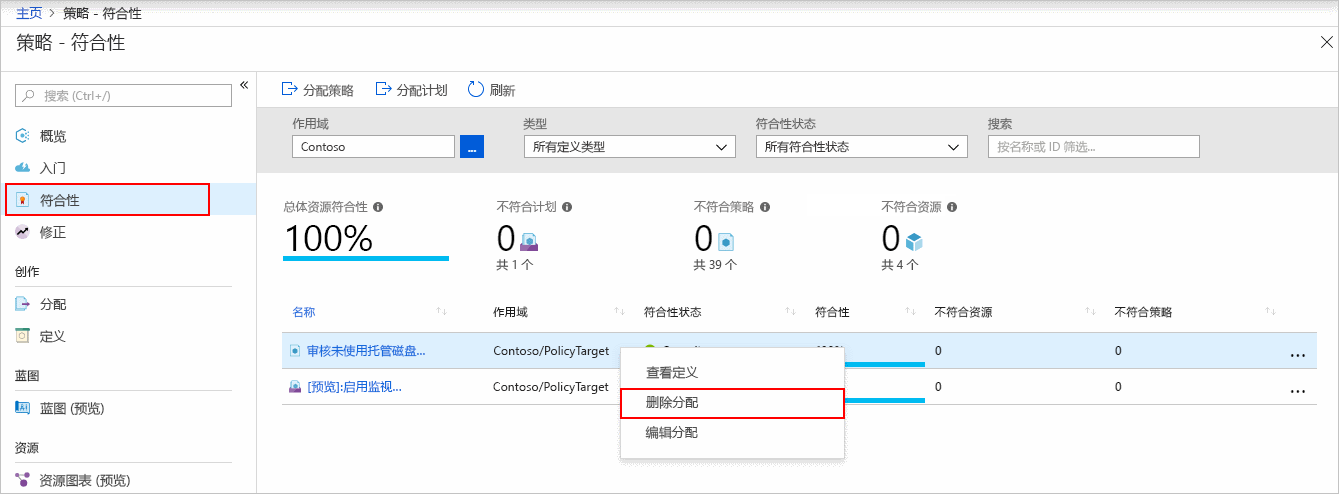 主页 > 策略 - 符合性
策略 - 符合性
搜索 (Ctrl+/)
概览
入门
符合性
修正
创作
分配
定义
蓝图
蓝图 (预览)
资源
资源图表 (预览)
分配策略 分配计划 刷新
作用域 类型 符合性状态 搜索
Contoso ... 所有定义类型 所有符合性状态 按名称或 ID 筛选...
总体资源符合性 不符合计划 不符合策略 不符合资源
100% 0 0 0
共 1 个 共 39 个 共 4 个
名称 作用域 符合性状态 符合性 不符合资源 不符合策略
审核未使用托管磁盘... Contoso/PolicyTarget 0 0 ...
[预览]:启用监视... Contoso/PolicyTarget 0 0 ...
查看定义
删除分配
编辑分配